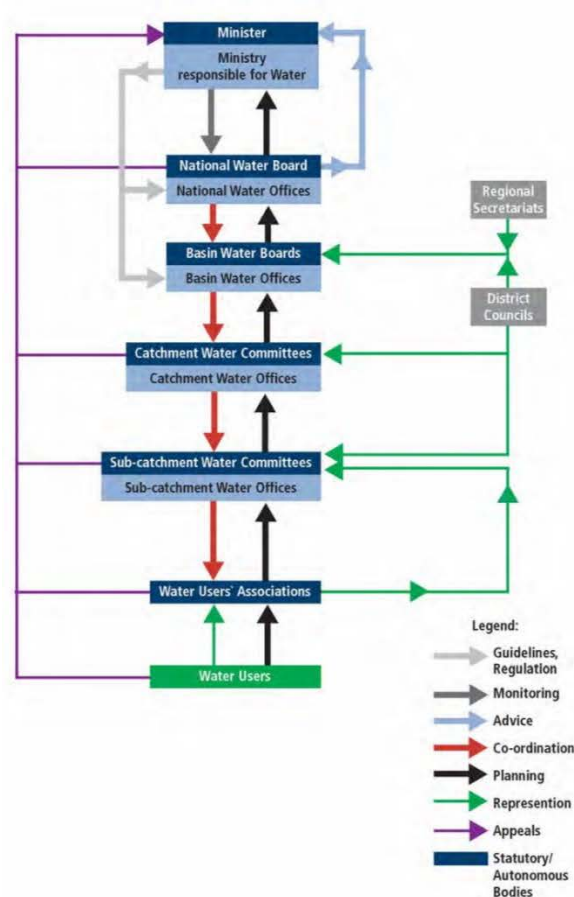 Minister
Ministry
responsible for Water
National Water Board
National Water Offices
Regional
Secretariats
Basin Water Boards
Basin Water Offices
District
Councils
Catchment Water Committees
Catchment Water Offices
Sub-catchment Water Committees
Sub-catchment Water Offices
Water Users' Associations
Water Users
Legend:
Guidelines,
Regulation
Monitoring
Advice
Co-ordination
Planning
Represention
Appeals
Statutory/
Autonomous
Bodies